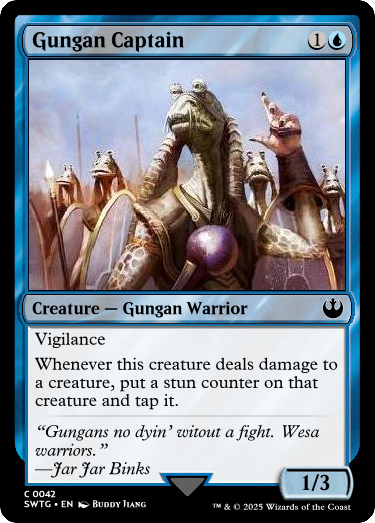 Gungan Captain 1
Creature — Gungan Warrior
Vigilance
Whenever this creature deals damage to
a creature, put a stun counter on that
creature and tap it.
“Gungans no dyin’ witout a fight. Wesa
warriors.”
—Jar Jar Binks
1/3
C 0042
SWTG • EN Buddy Jiang
™ & © 2025 Wizards of the Coast